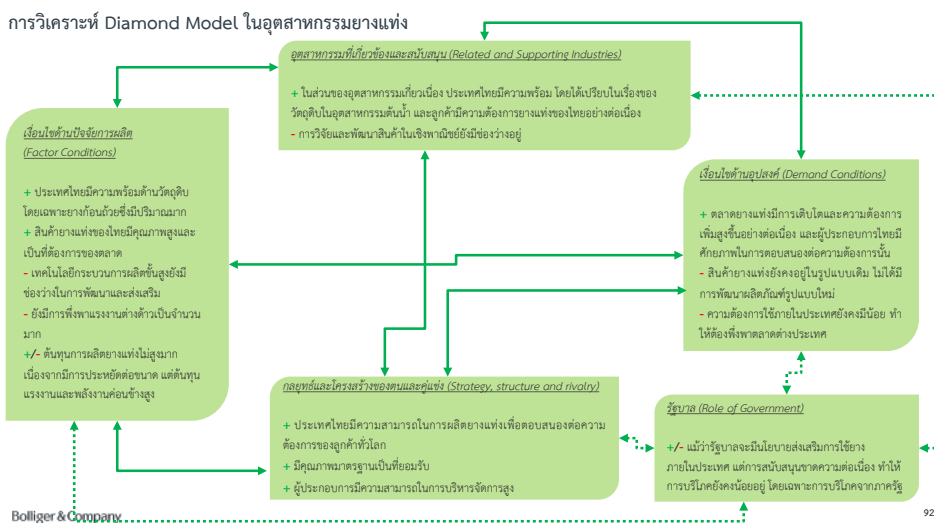 การวิเคราะห์ Diamond Model ในอุตสาหกรรมยางแท่ง
อุตสาหกรรมที่เกี่ยวข้องและสนับสนุน (Related and Supporting Industries)
+ ในส่วนของอุตสาหกรรมเกี่ยวเนื่อง ประเทศไทยมีความพร้อม โดยได้เปรียบในเรื่องของ
วัตถุดิบในอุตสาหกรรมต้นน้ำ และลูกค้ามีความต้องการยางแท่งของไทยอย่างต่อเนื่อง
- การวิจัยและพัฒนาสินค้าในเชิงพาณิชย์ยังมีช่องว่างอยู่
เงื่อนไขด้านปัจจัยการผลิต
(Factor Conditions)
+ ประเทศไทยมีความพร้อมด้านวัตถุดิบ
โดยเฉพาะยางก้อนถ้วยซึ่งมีปริมาณมาก
+ สินค้ายางแท่งของไทยมีคุณภาพสูงและ
เป็นที่ต้องการของตลาด
- เทคโนโลยีกระบวนการผลิตขั้นสูงยังมี
ช่องว่างในการพัฒนาและส่งเสริม
- ยังมีการพึ่งพาแรงงานต่างด้าวเป็นจำนวน
มาก
+/- ต้นทุนการผลิตยางแท่งไม่สูงมาก
เนื่องจากมีการประหยัดต่อขนาด แต่ต้นทุน
แรงงานและพลังงานค่อนข้างสูง
เงื่อนไขด้านอุปสงค์ (Demand Conditions)
+ ตลาดยางแท่งมีการเติบโตและความต้องการ
เพิ่มสูงขึ้นอย่างต่อเนื่อง และผู้ประกอบการไทยมี
ศักยภาพในการตอบสนองต่อความต้องการนั้น
- สินค้ายางแท่งยังคงอยู่ในรูปแบบเดิม ไม่ได้มี
การพัฒนาผลิตภัณฑ์รูปแบบใหม่
- ความต้องการใช้ภายในประเทศยังคงมีน้อย ทำ
ให้ต้องพึ่งพาตลาดต่างประเทศ
กลยุทธ์และโครงสร้างของตนและคู่แข่ง (Strategy, structure and rivalry)
+ ประเทศไทยมีความสามารถในการผลิตยางแท่งเพื่อตอบสนองต่อความ
ต้องการของลูกค้าทั่วโลก
+ มีคุณภาพมาตรฐานเป็นที่ยอมรับ
+ ผู้ประกอบการมีความสามารถในการบริหารจัดการสูง
รัฐบาล (Role of Government)
+/- แม้ว่ารัฐบาลจะมีนโยบายส่งเสริมการใช้ยาง
ภายในประเทศ แต่การสนับสนุนขาดความต่อเนื่อง ทำให้
การบริโภคยังคงน้อยอยู่ โดยเฉพาะการบริโภคจากภาครัฐ
Bolliger & Company
92